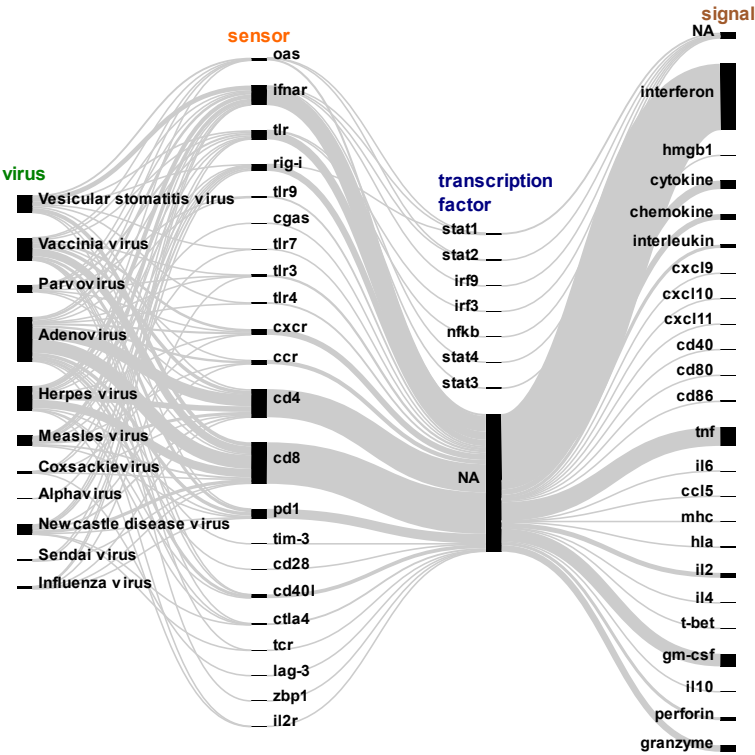 signal
NA
interferon
hmgb1
cytokine
chemokine
interleukin
cxcl9
cxcl10
cxcl11
cd40
cd80
cd86
tnf
il6
ccl5
mhc
hla
il2
il4
t-bet
gm-csf
il10
perforin
granzyme
sensor
oas
ifnar
tlr
rig-i
tlr9
cgas
tlr7
tlr3
tlr4
cxcr
ccr
cd4
cd8
pd1
tim-3
cd28
cd40l
ctla4
tcr
lag-3
zbp1
il2r
virus
Vesicular stomatitis virus
Vaccinia virus
Parvovirus
Adenovirus
Herpes virus
Measles virus
Coxsackievirus
Alphavirus
Newcastle disease virus
Sendai virus
Influenza virus
transcription
factor
stat1
stat2
irf9
irf3
nfkb
stat4
stat3
NA